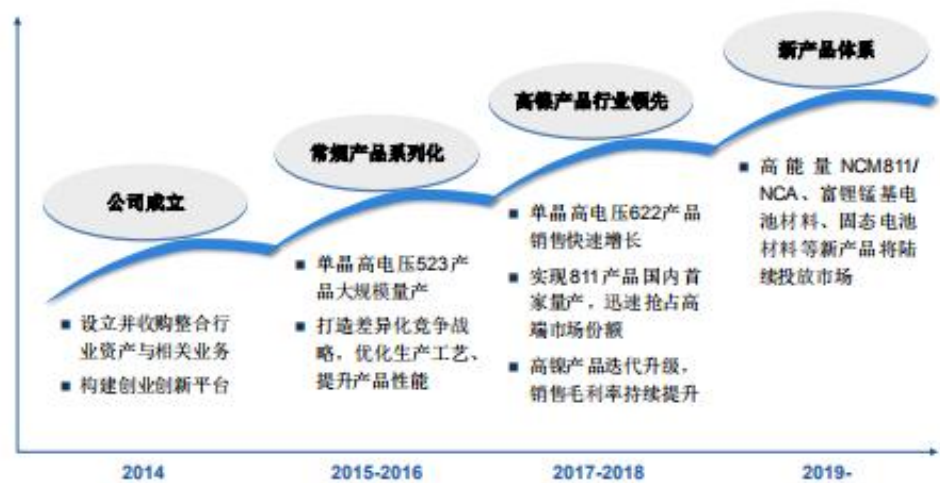 公司成立
■ 设立并收购整合行
业资产与相关业务
■ 构建创业创新平台
2014
常规产品系列化
■ 单晶高电压523产
品大规模量产
■ 打造差异化竞争战
略，优化生产工艺、
提升产品性能
2015-2016
高镍产品行业领先
■ 单晶高电压622产品
销售快速增长
■ 实现811产品国内首
家量产，迅速抢占高
端市场份额
■ 高镍产品迭代升级，
销售毛利率持续提升
2017-2018
新产品体系
■ 高能量NCM811/
NCA、富锂锰基电
池材料、固态电池
材料等新产品将陆
续投放市场
2019-